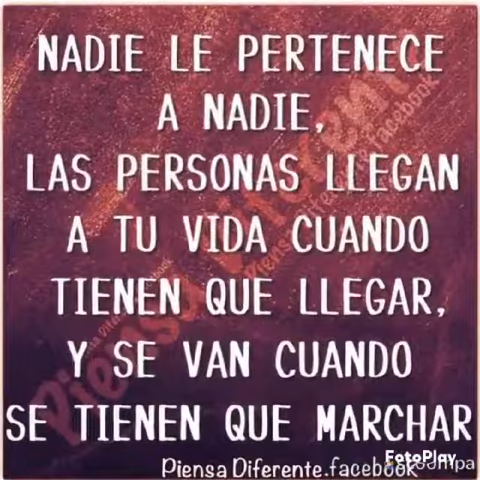 NADIE LE PERTENECE
A NADIE,
LAS PERSONAS LLEGAN
A TU VIDA CUANDO
TIENEN QUE LLEGAR,
Y SE VAN CUANDO
SE TIENEN QUE MARCHAR
FotoPlay
Piensa Diferente.facebook